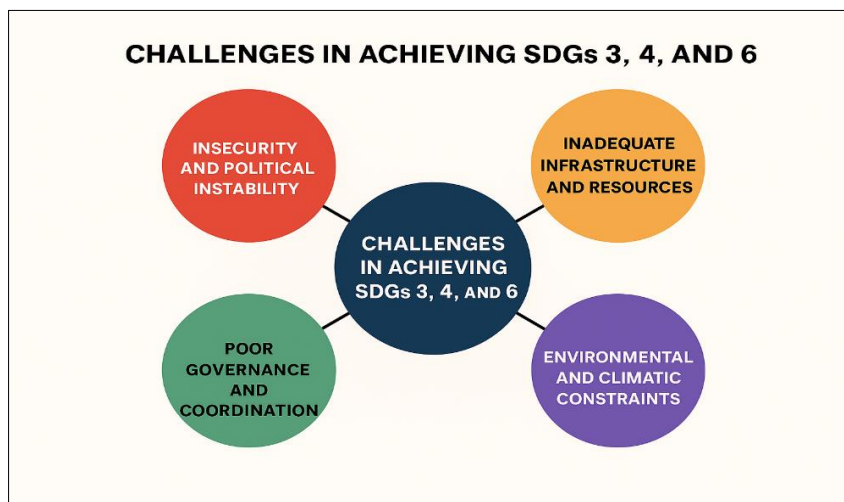 CHALLENGES IN ACHIEVING SDGs 3, 4, AND 6
INSECURITY
AND POLITICAL
INSTABILITY
INADEQUATE
INFRASTRUCTURE
AND RESOURCES
CHALLENGES
IN ACHIEVING
SDGs 3, 4, AND 6
POOR
GOVERNANCE
AND
COORDINATION
ENVIRONMENTAL
AND CLIMATIC
CONSTRAINTS